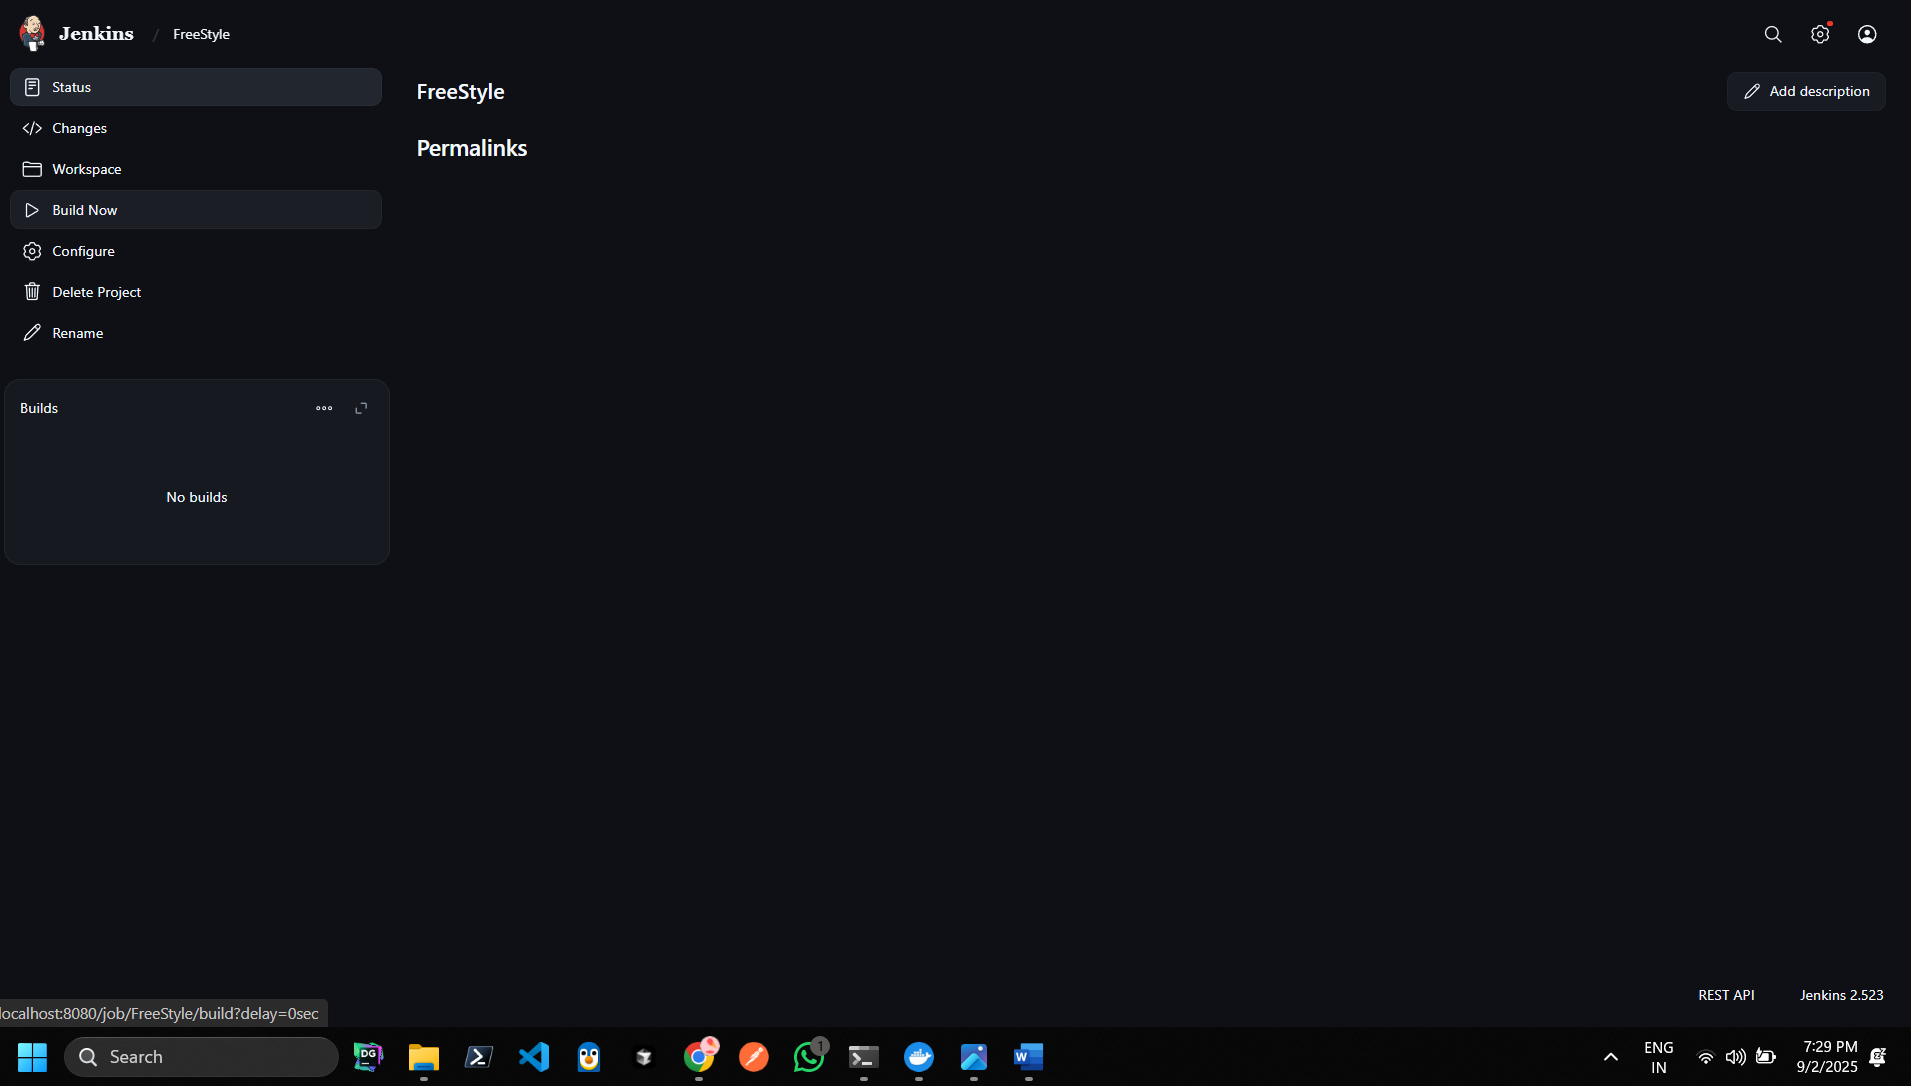 Jenkins / FreeStyle
Status
Changes
Workspace
Build Now
Configure
Delete Project
Rename
Builds
No builds
FreeStyle
Add description
Permalinks
REST API
Jenkins 2.523
localhost:8080/job/FreeStyle/build?delay=0sec
Search
DG
W
1
ENG
IN
7:29 PM
9/2/2025